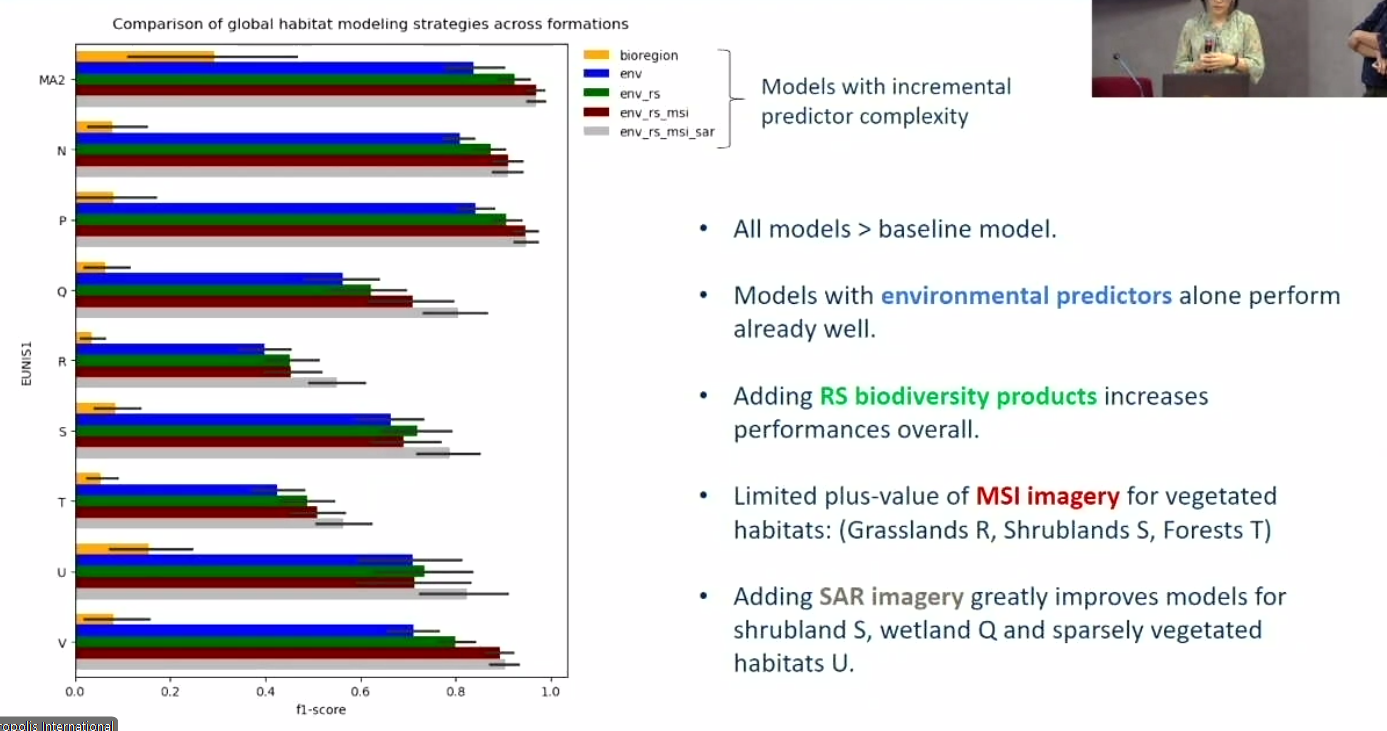 Comparison of global habitat modeling strategies across formations
MA2
N
P
Q
R
S
T
U
V
EUNIS1
0.0 0.2 0.4 0.6 0.8 1.0
f1-score
bioregion
env
env_rs
env_rs_msi
env_rs_msi_sar
Models with incremental
predictor complexity
• All models > baseline model.
• Models with environmental predictors alone perform
already well.
• Adding RS biodiversity products increases
performances overall.
• Limited plus-value of MSI imagery for vegetated
habitats: (Grasslands R, Shrublands S, Forests T)
• Adding SAR imagery greatly improves models for
shrubland S, wetland Q and sparsely vegetated
habitats U.
ropolis International